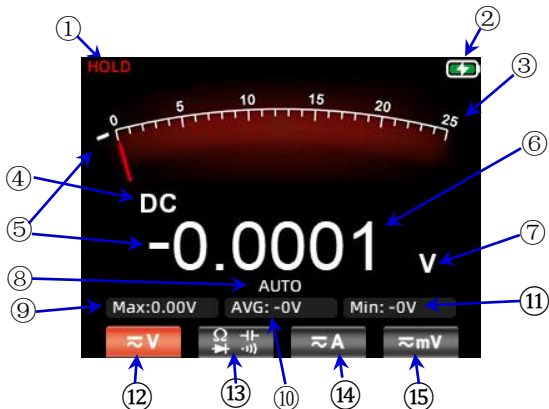 ① ②
HOLD
③
0 5 10 15 20 25
⑥
④
DC
⑤ -0.0001 V ⑦
⑧ AUTO
⑨ Max:0.00V AVG: -0V Min: -0V ⑪
≂V Ω ≂A ≂mV
⑫ ⑬ ⑩ ⑭ ⑮